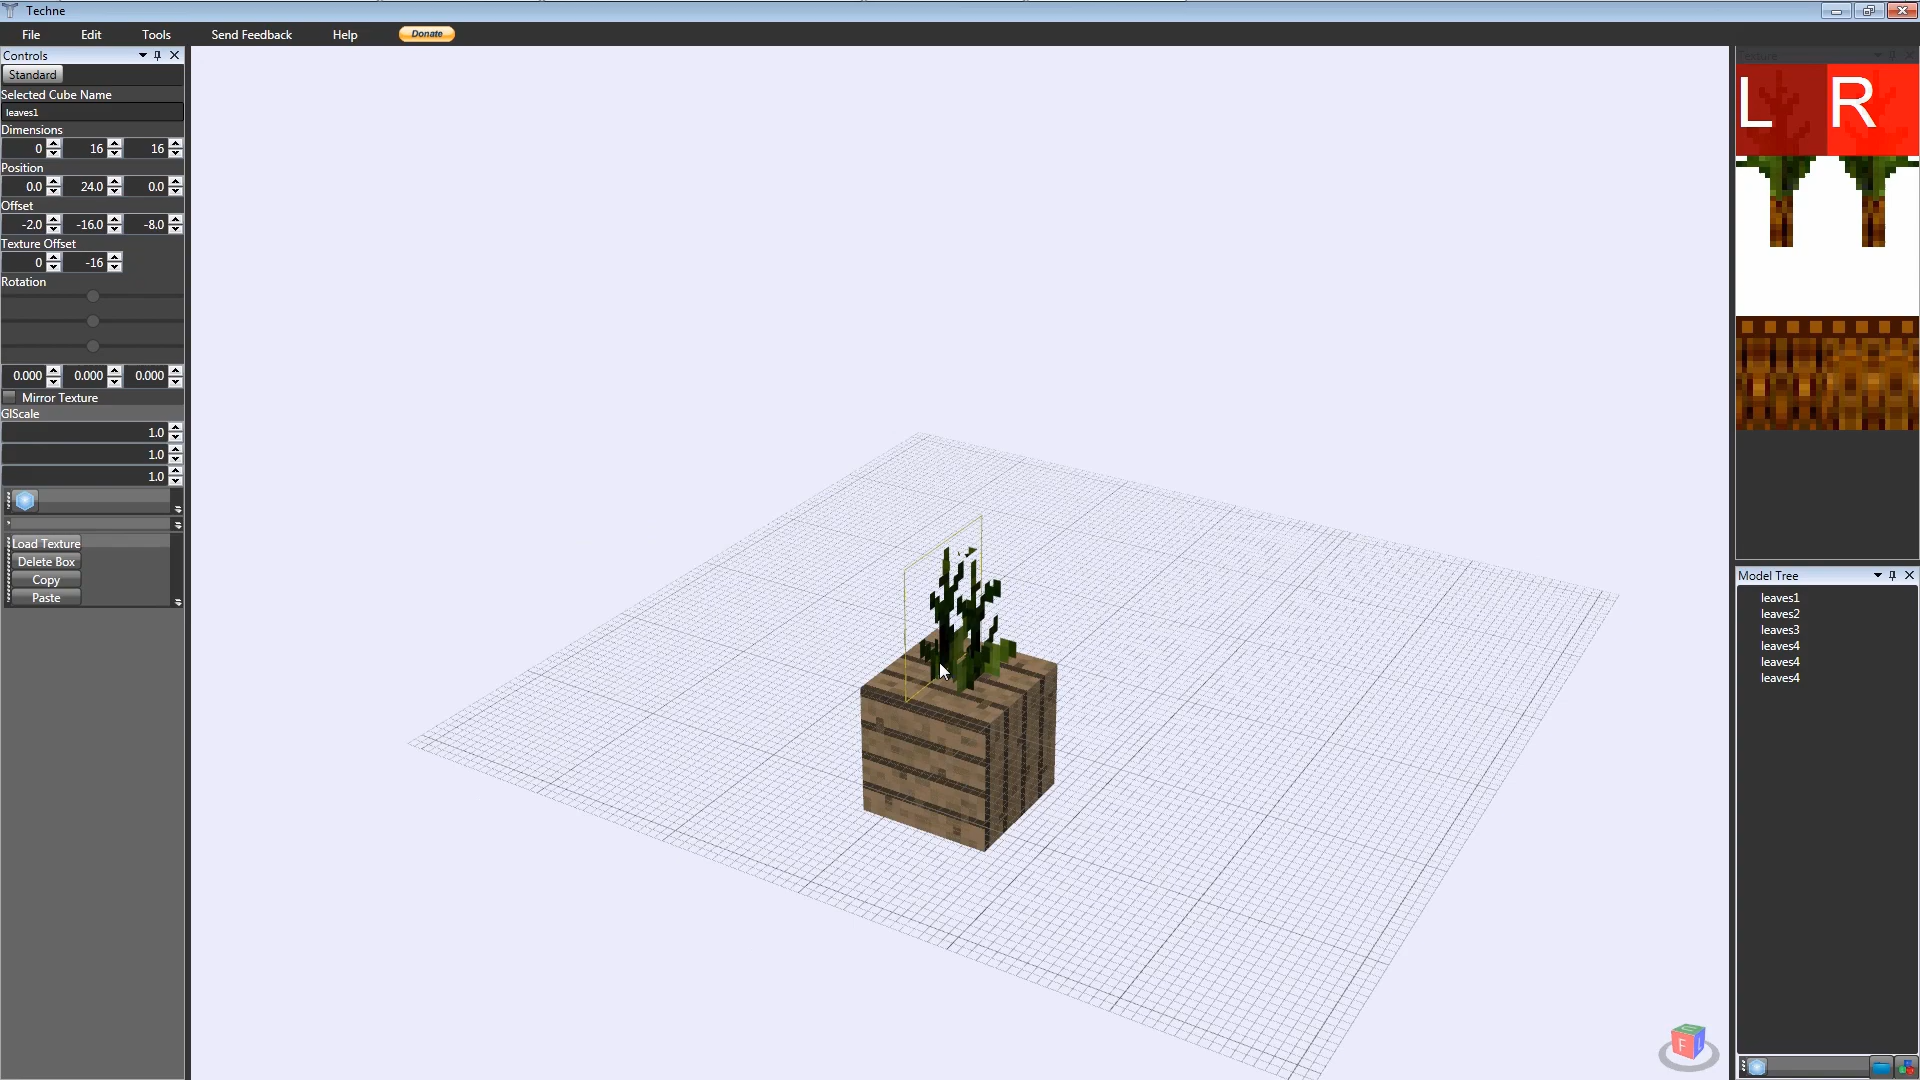 Techne
File Edit Tools Send Feedback Help Donate
Controls
Standard
Selected Cube Name
leaves1
Dimensions
0 16 16
Position
0.0 24.0 0.0
Offset
-2.0 -16.0 -8.0
Texture Offset
0 -16
Rotation
0.000 0.000 0.000
Mirror Texture
GlScale
1.0
1.0
1.0
Load Texture
Delete Box
Copy
Paste
Texture
L R
Model Tree
leaves1
leaves2
leaves3
leaves4
leaves4
leaves4
F